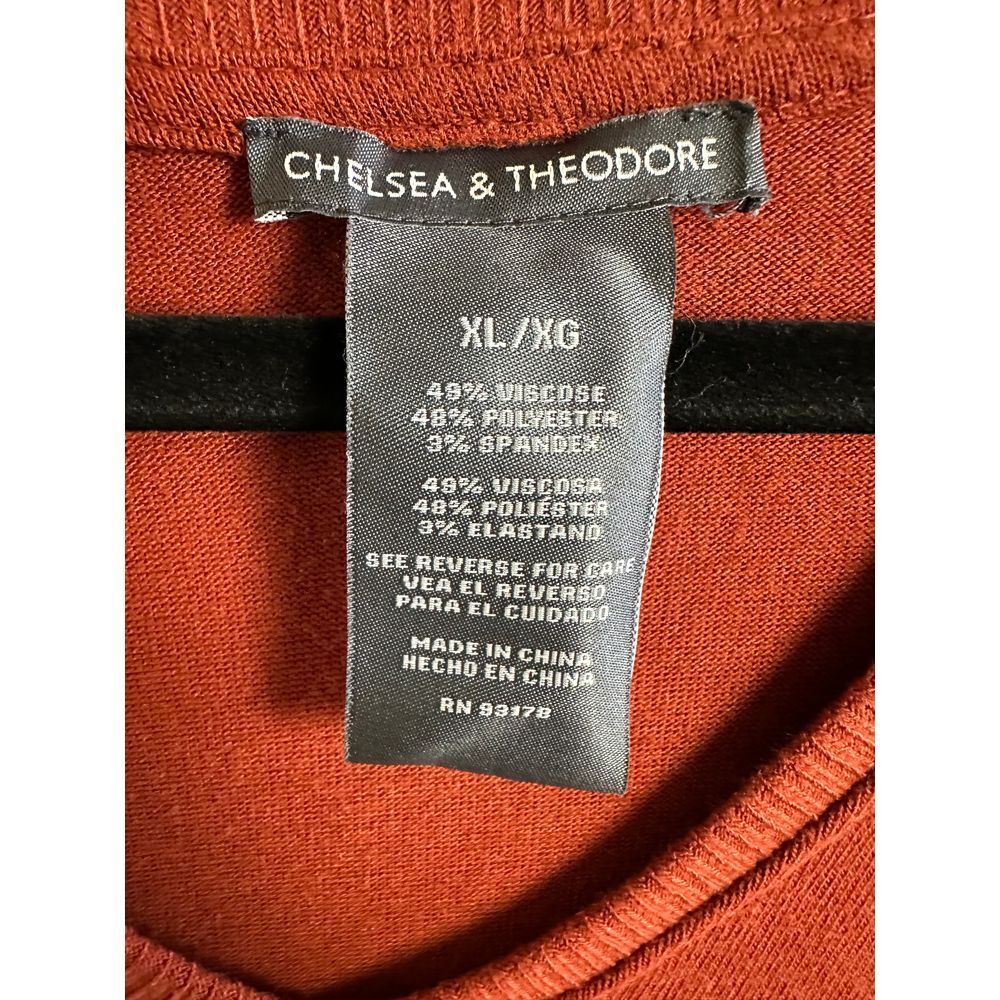 CHELSEA & THEODORE
XL/XG
49% VISCOSE
48% POLYESTER
3% SPANDEX
49% VISCOSA
48% POLIÉSTER
3% ELASTANO
SEE REVERSE FOR CARE
VEA EL REVERSO
PARA EL CUIDADO
MADE IN CHINA
HECHO EN CHINA
RN 93178